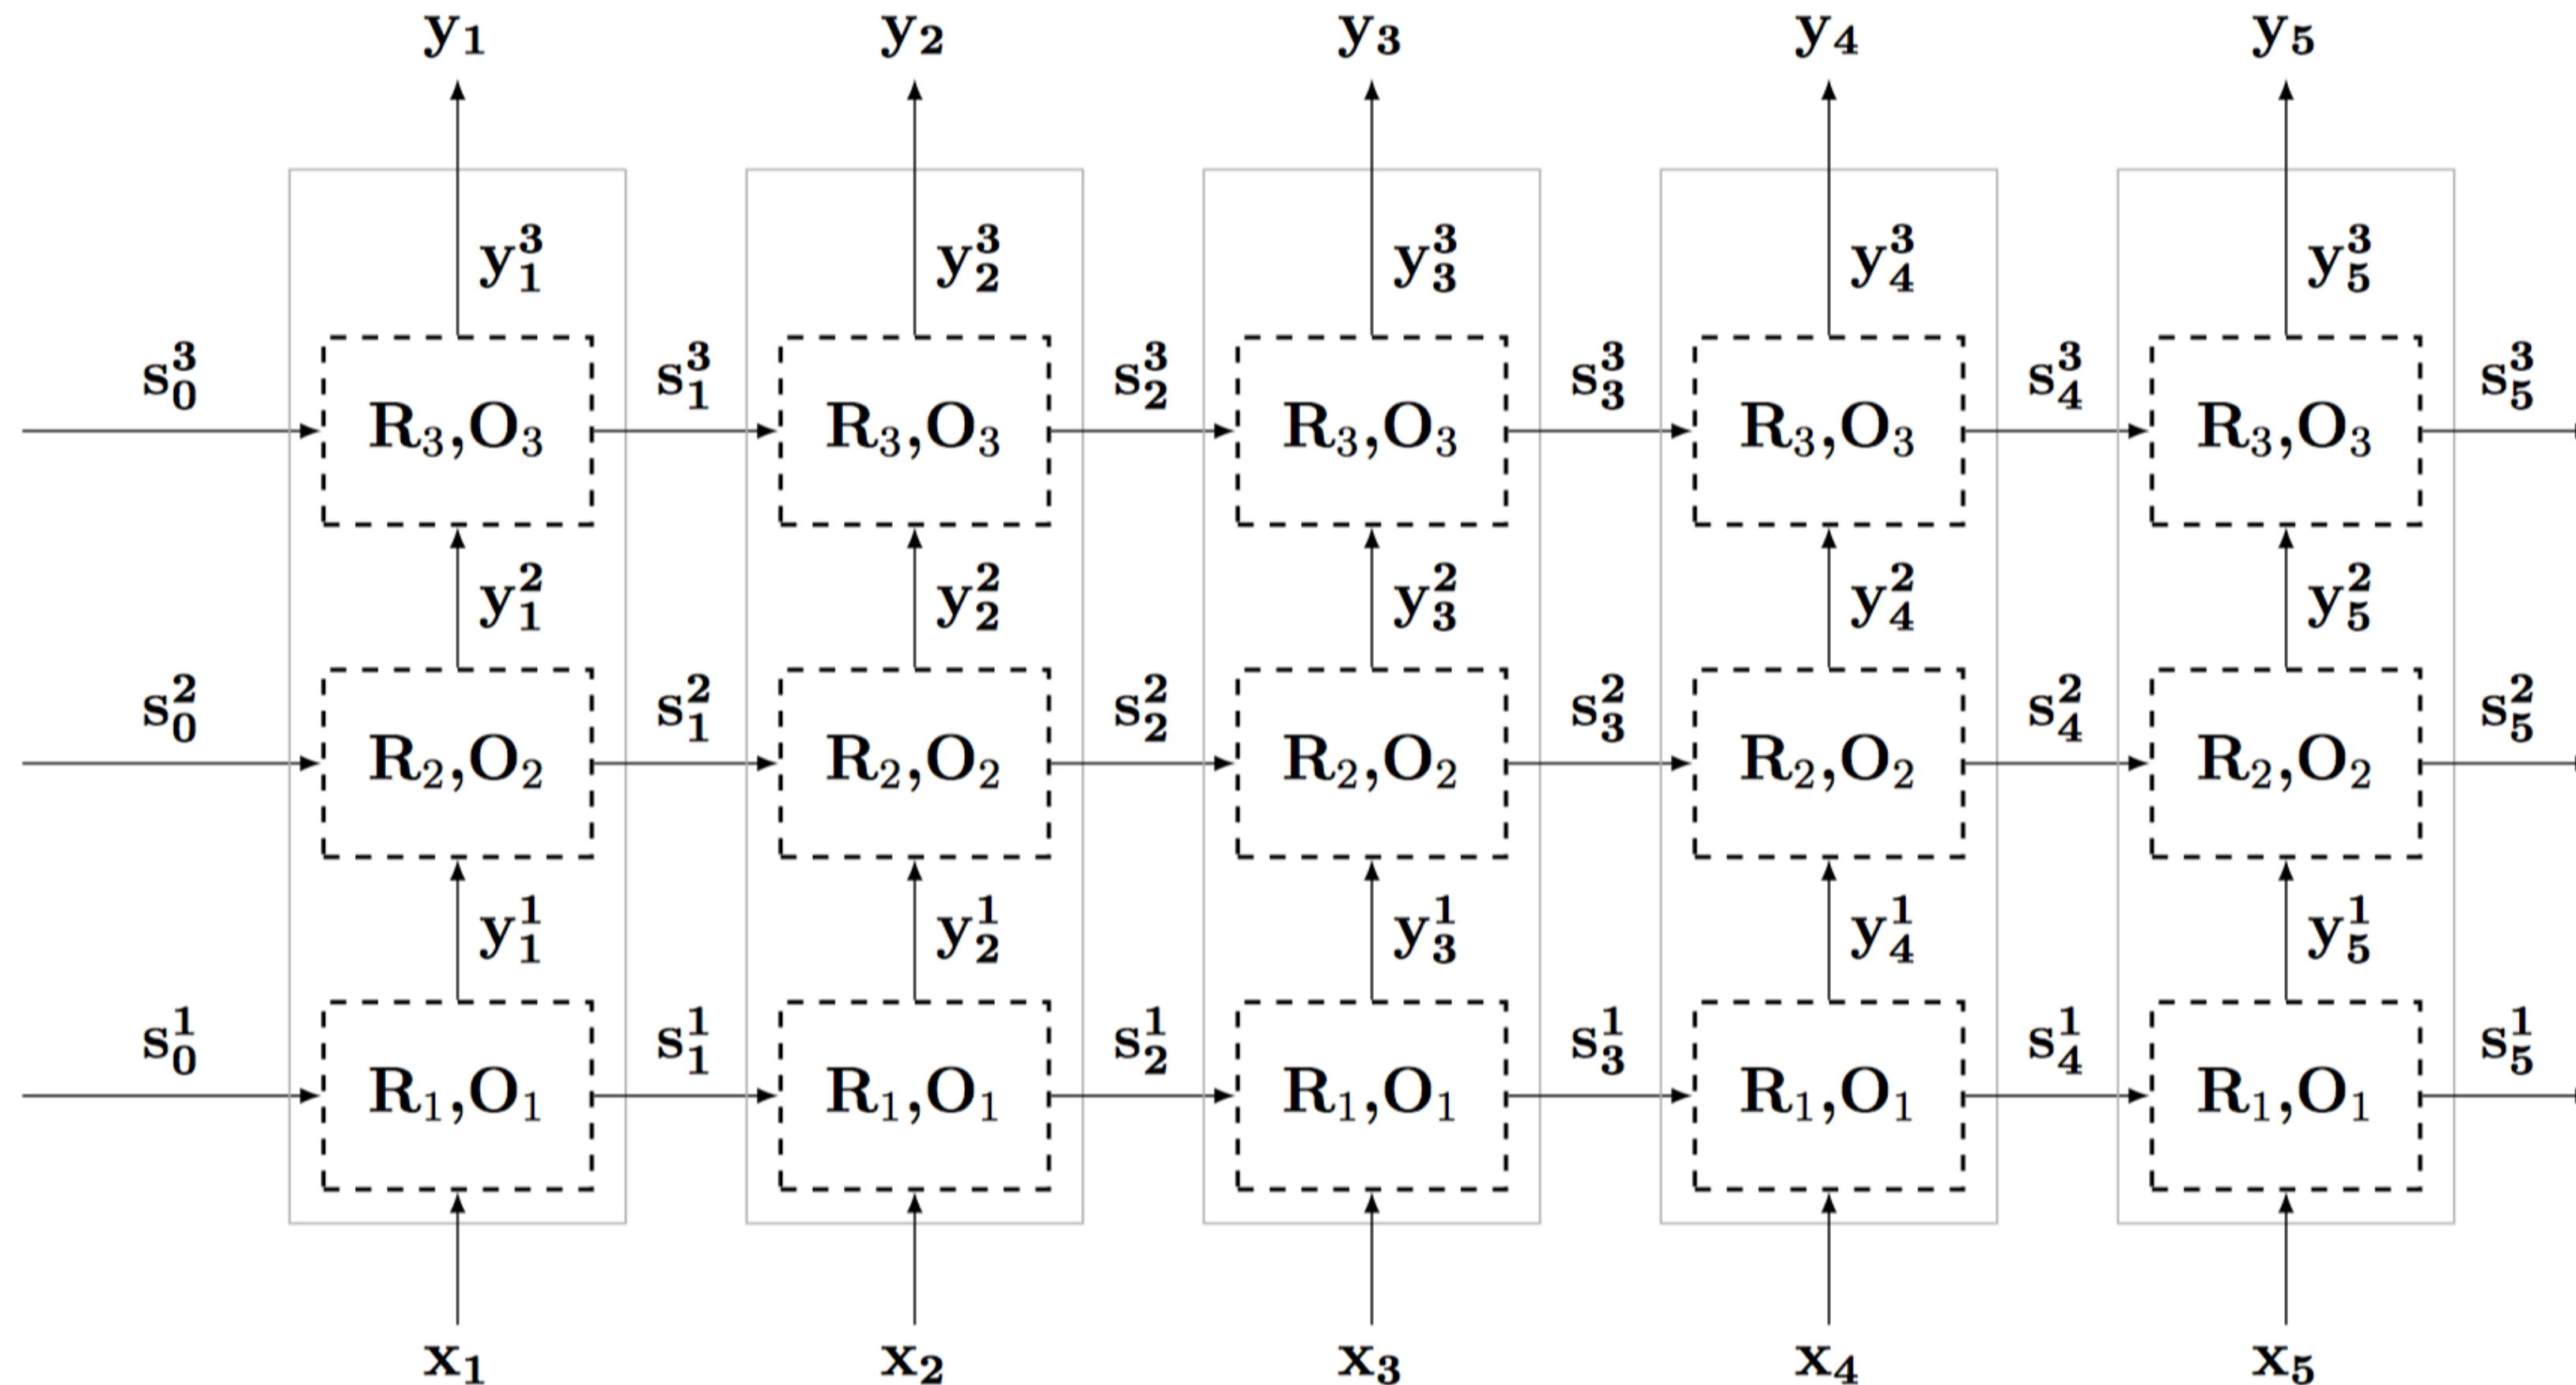 y₁ y₂ y₃ y₄ y₅
y₁³ y₂³ y₃³ y₄³ y₅³
s₀³ s₁³ s₂³ s₃³ s₄³ s₅³
R₃,O₃ R₃,O₃ R₃,O₃ R₃,O₃ R₃,O₃
y₁² y₂² y₃² y₄² y₅²
s₀² s₁² s₂² s₃² s₄² s₅²
R₂,O₂ R₂,O₂ R₂,O₂ R₂,O₂ R₂,O₂
y₁¹ y₂¹ y₃¹ y₄¹ y₅¹
s₀¹ s₁¹ s₂¹ s₃¹ s₄¹ s₅¹
R₁,O₁ R₁,O₁ R₁,O₁ R₁,O₁ R₁,O₁
x₁ x₂ x₃ x₄ x₅